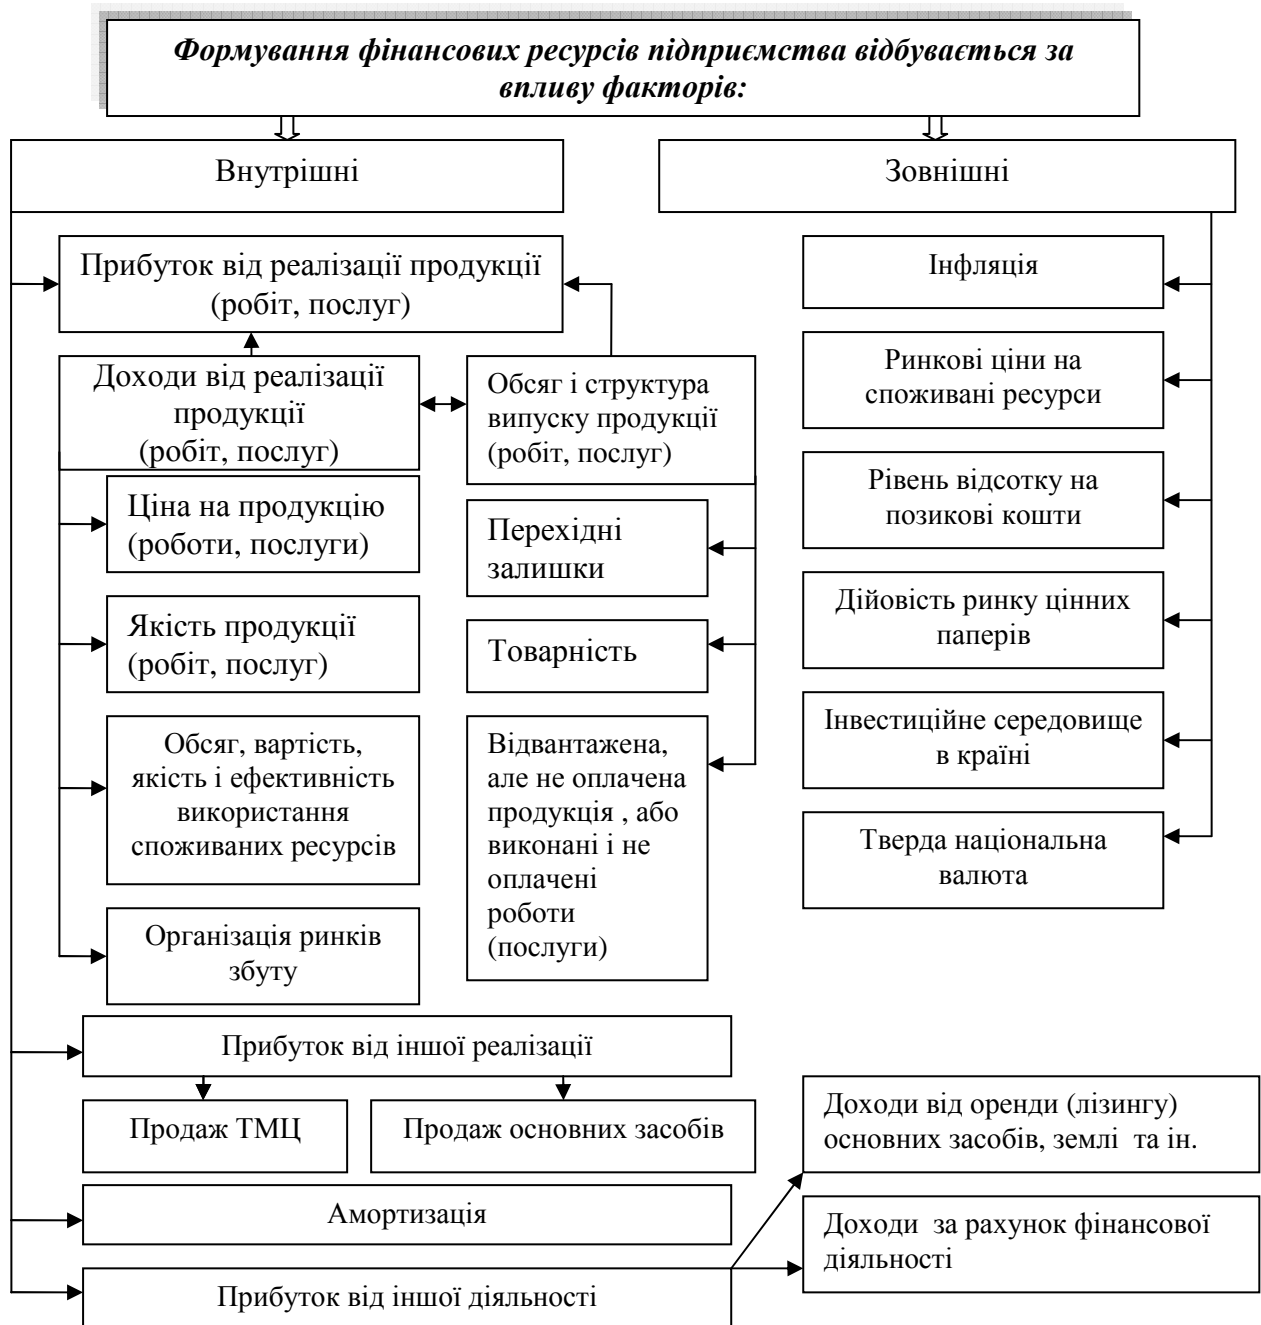 Формування фінансових ресурсів підприємства відбувається за
впливу факторів:
Внутрішні
Зовнішні
Прибуток від реалізації продукції
(робіт, послуг)
Доходи від реалізації
продукції
(робіт, послуг)
Обсяг і структура
випуску продукції
(робіт, послуг)
Ціна на продукцію
(роботи, послуги)
Якість продукції
(робіт, послуг)
Обсяг, вартість,
якість і ефективність
використання
споживаних ресурсів
Організація ринків
збуту
Перехідні
залишки
Товарність
Відвантажена,
але не оплачена
продукція , або
виконані і не
оплачені
роботи
(послуги)
Інфляція
Ринкові ціни на
споживані ресурси
Рівень відсотку на
позикові кошти
Дійовість ринку цінних
паперів
Інвестиційне середовище
в країні
Тверда національна
валюта
Прибуток від іншої реалізації
Продаж ТМЦ
Продаж основних засобів
Амортизація
Прибуток від іншої діяльності
Доходи від оренди (лізингу)
основних засобів, землі та ін.
Доходи за рахунок фінансової
діяльності